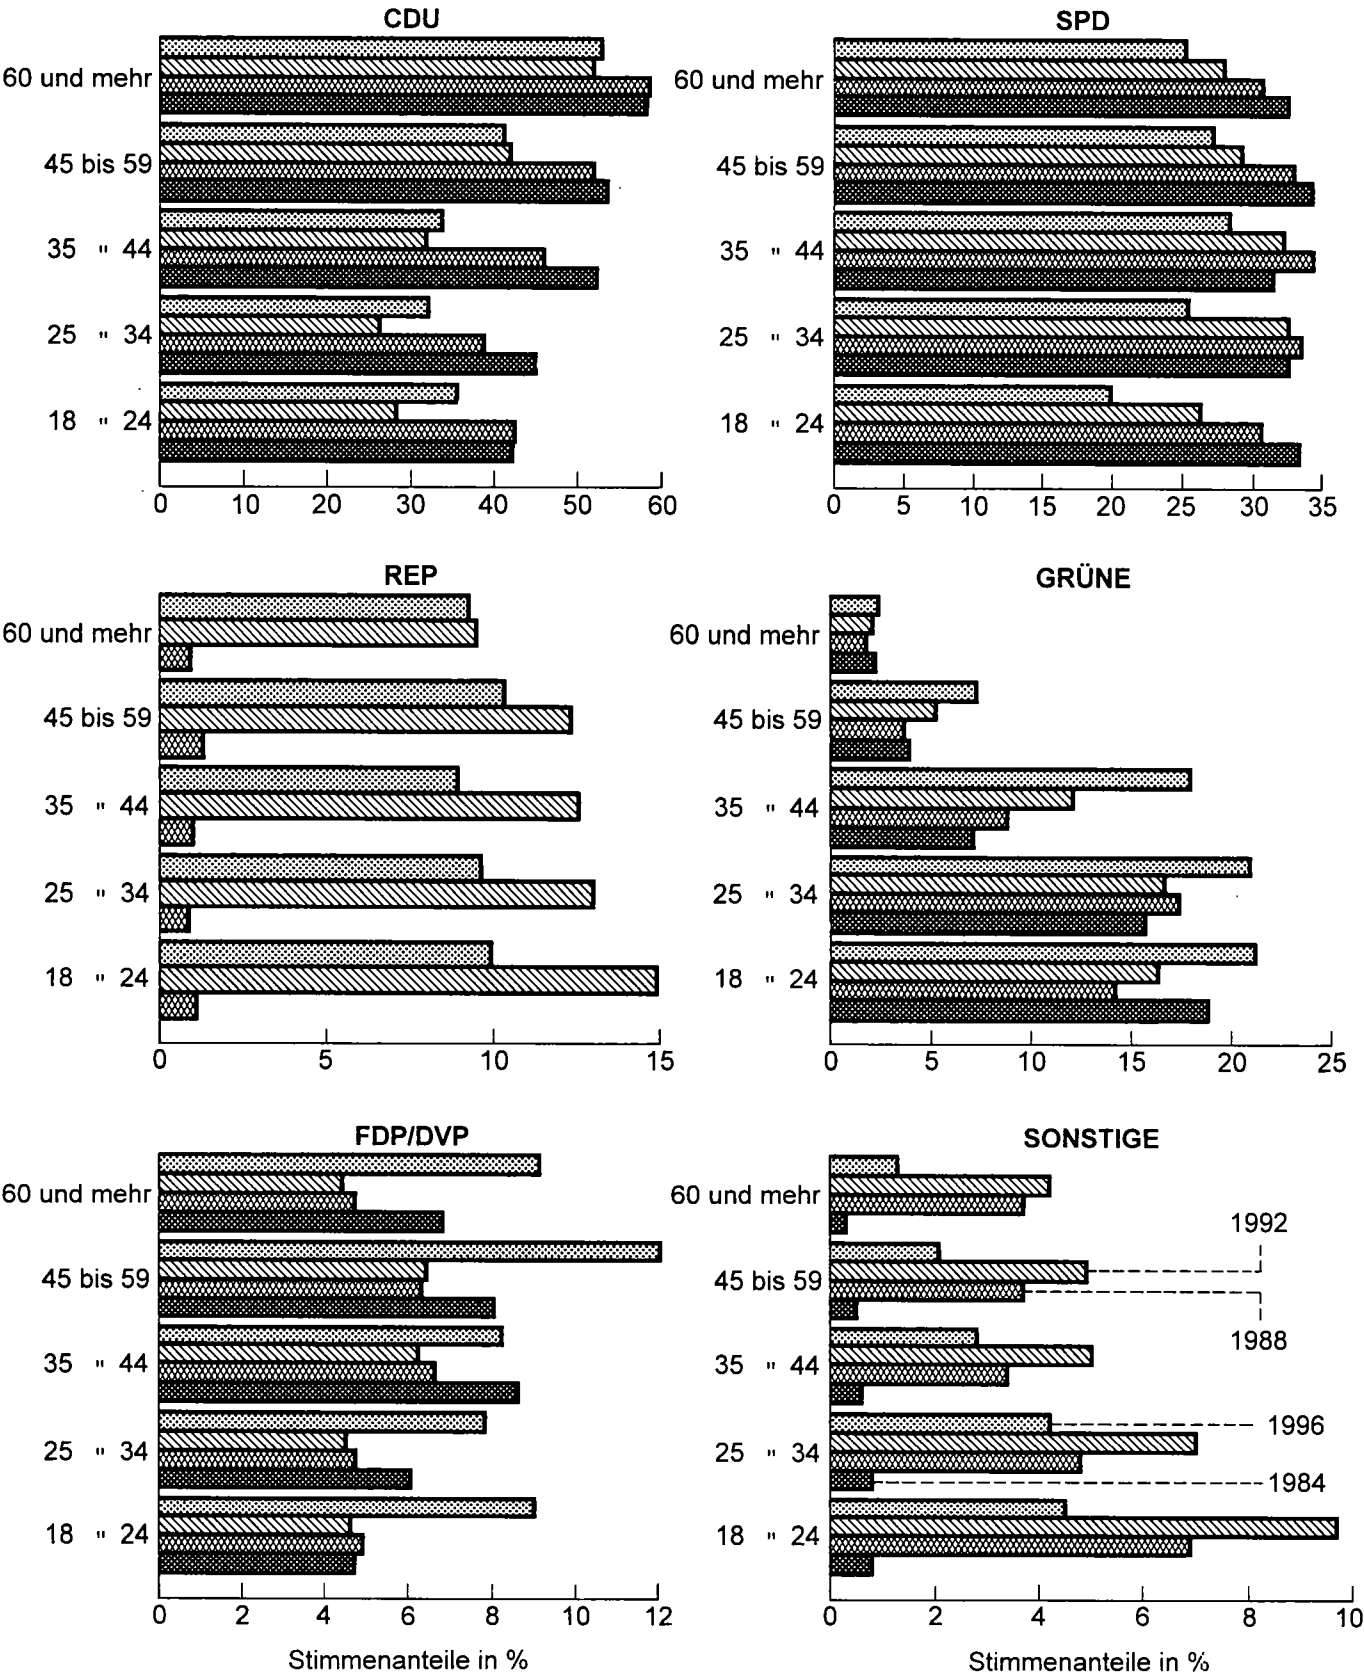 CDU
60 und mehr
45 bis 59
35 " 44
25 " 34
18 " 24
0 10 20 30 40 50 60
SPD
60 und mehr
45 bis 59
35 " 44
25 " 34
18 " 24
0 5 10 15 20 25 30 35
REP
60 und mehr
45 bis 59
35 " 44
25 " 34
18 " 24
0 5 10 15
GRÜNE
60 und mehr
45 bis 59
35 " 44
25 " 34
18 " 24
0 5 10 15 20 25
FDP/DVP
60 und mehr
45 bis 59
35 " 44
25 " 34
18 " 24
0 2 4 6 8 10 12
Stimmenanteile in %
SONSTIGE
60 und mehr
1992
45 bis 59
1988
35 " 44
1996
25 " 34
1984
18 " 24
0 2 4 6 8 10
Stimmenanteile in %